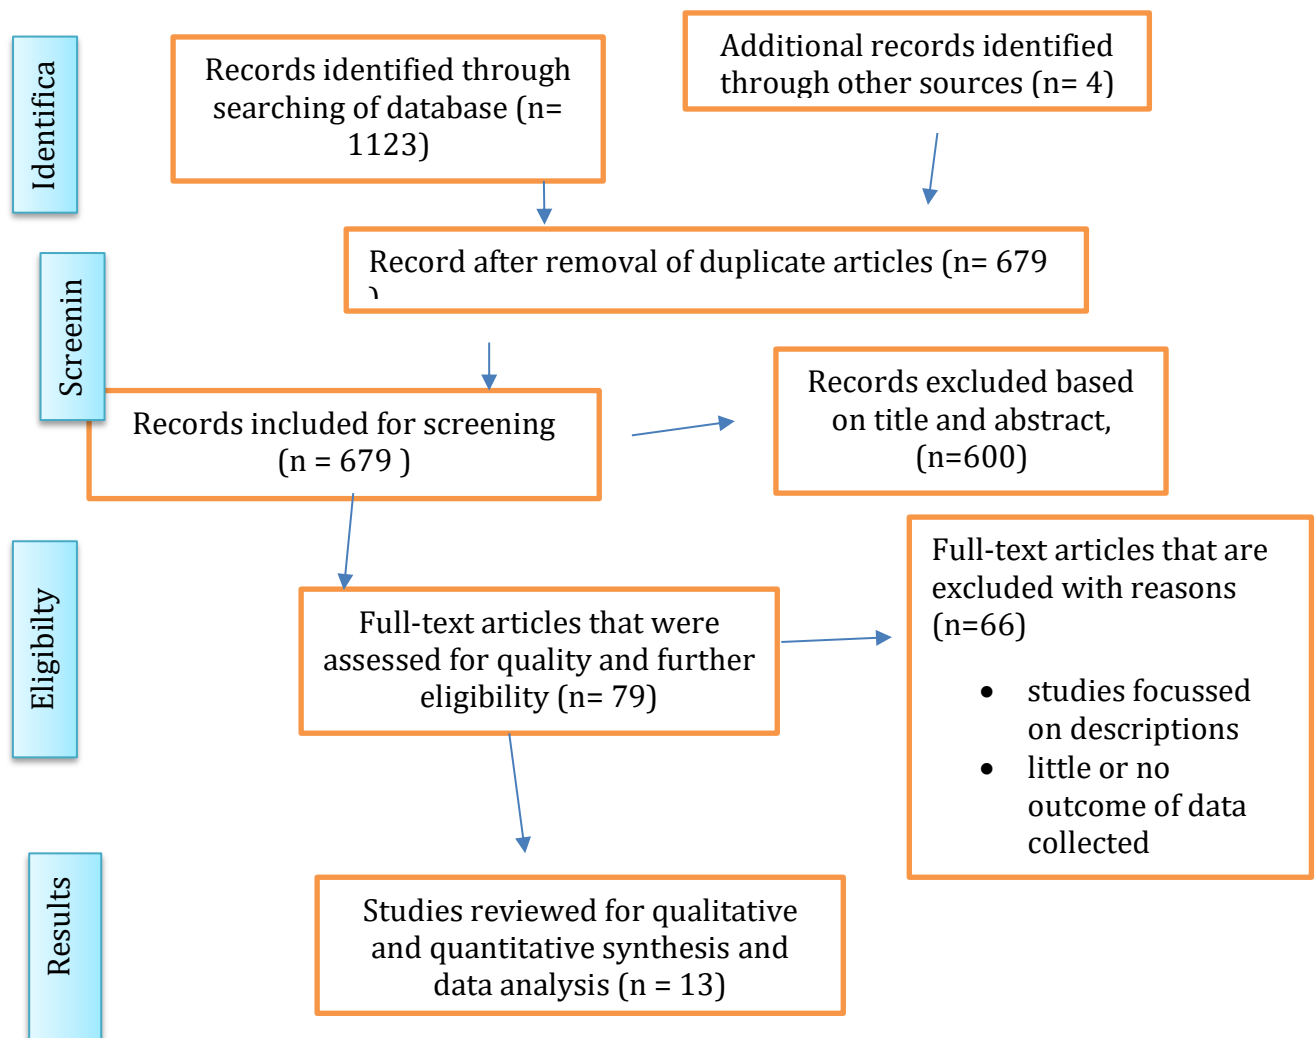 Identifica
Records identified through
searching of database (n=
1123)
Additional records identified
through other sources (n= 4)
Record after removal of duplicate articles (n= 679
)
Screenin
Records included for screening
(n = 679 )
Records excluded based
on title and abstract,
(n=600)
Eligibilty
Full-text articles that were
assessed for quality and further
eligibility (n= 79)
Full-text articles that are
excluded with reasons
(n=66)
• studies focussed
on descriptions
• little or no
outcome of data
collected
Results
Studies reviewed for qualitative
and quantitative synthesis and
data analysis (n = 13)